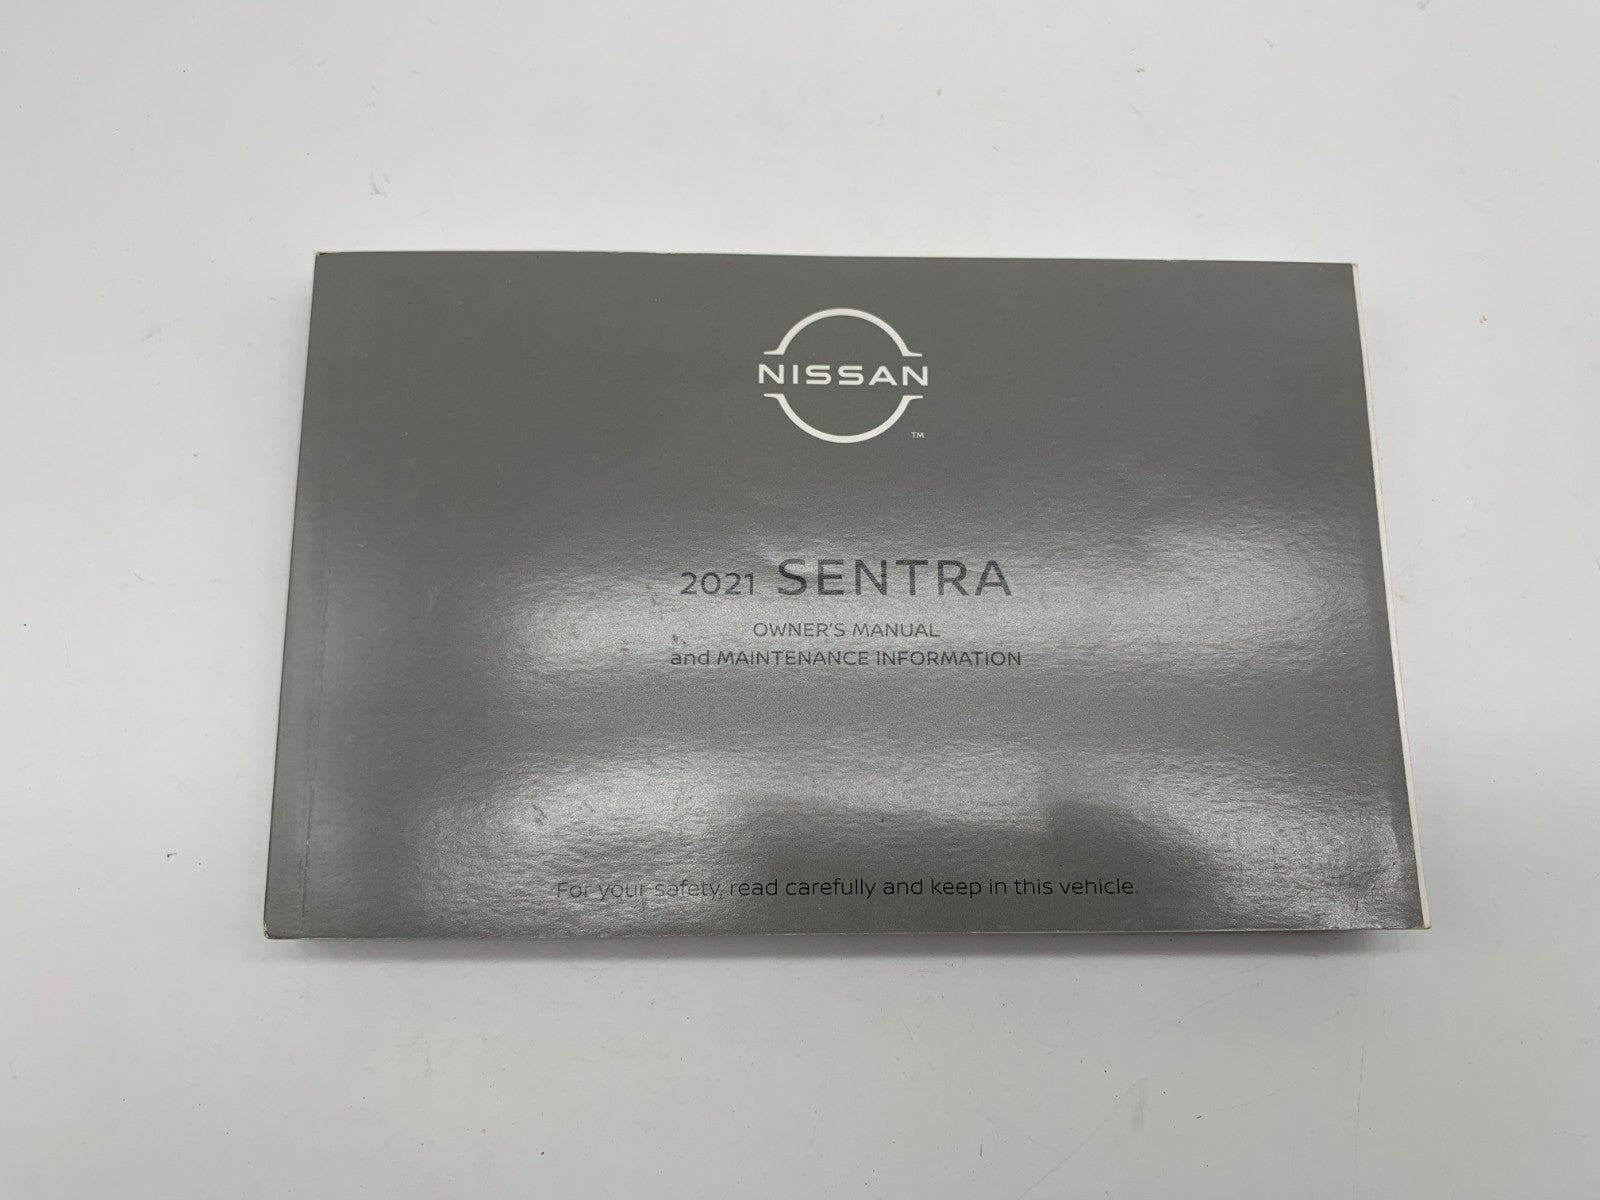 NISSAN
TM
2021 SENTRA
OWNER'S MANUAL
and MAINTENANCE INFORMATION
For your safety, read carefully and keep in this vehicle.